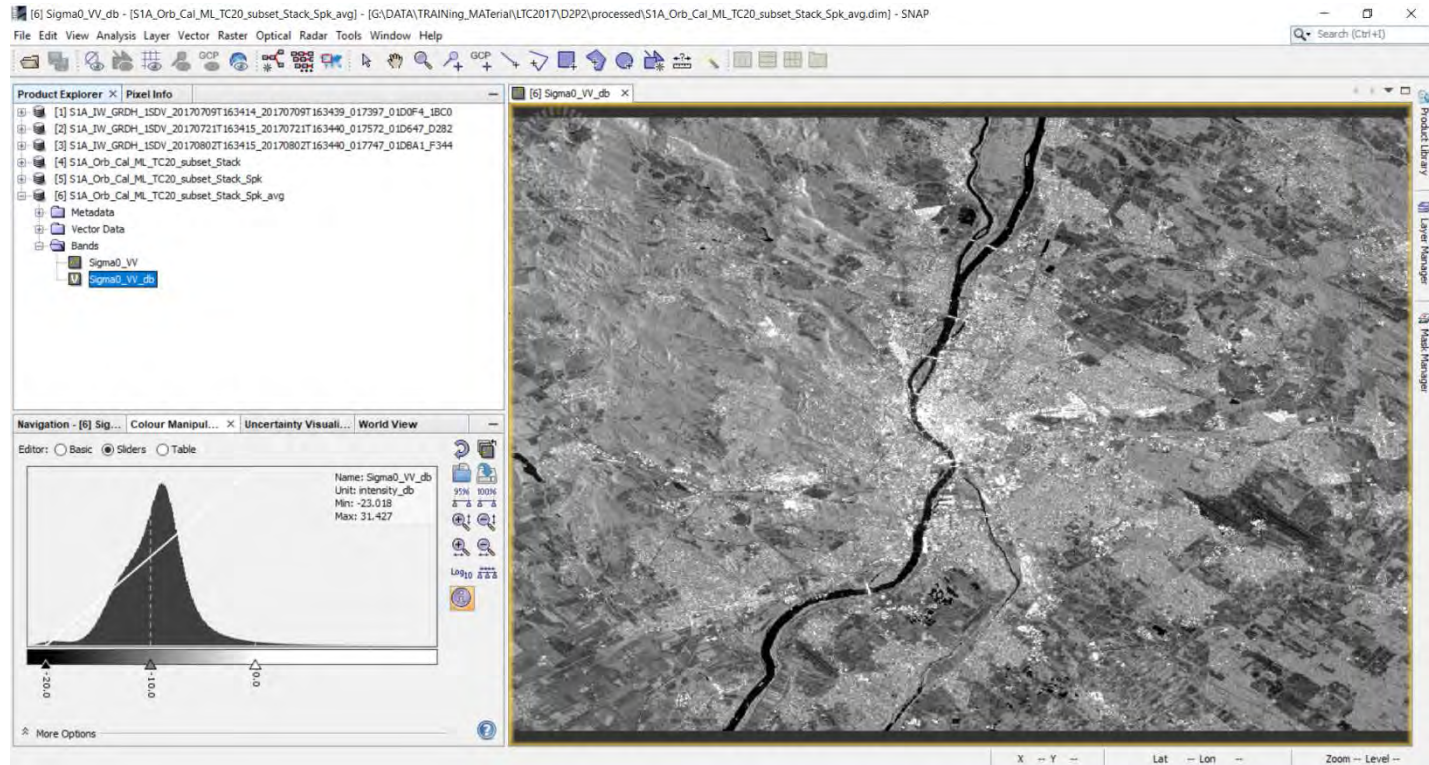 [6] Sigma0_VV_db - [S1A_Orb_Cal_ML_TC20_subset_Stack_Spk_avg] - [G:\DATA\TRAINing_MATerial\LTC2017\D2P2\processed\S1A_Orb_Cal_ML_TC20_subset_Stack_Spk_avg.dim] - SNAP
File Edit View Analysis Layer Vector Raster Optical Radar Tools Window Help
Search (Ctrl+I)
GCP GCP
Product Explorer Pixel Info
[6] Sigma0_VV_db
[1] S1A_IW_GRDH_1SDV_20170709T163414_20170709T163439_017397_01D0F4_1BC0
[2] S1A_IW_GRDH_1SDV_20170721T163415_20170721T163440_017572_01D647_D2B2
[3] S1A_IW_GRDH_1SDV_20170802T163415_20170802T163440_017747_01DBA1_F344
[4] S1A_Orb_Cal_ML_TC20_subset_Stack
[5] S1A_Orb_Cal_ML_TC20_subset_Stack_Spk
[6] S1A_Orb_Cal_ML_TC20_subset_Stack_Spk_avg
Metadata
Vector Data
Bands
Sigma0_VV
Sigma0_VV_db
Product Library
Layer Manager
Mask Manager
Navigation - [6] Sig... Colour Manipul... Uncertainty Visuali... World View
Editor: Basic Sliders Table
Name: Sigma0_VV_db
Unit: intensity_db
Min: -23.018
Max: 31.427
95% 100%
Log10
-20.0 -10.0 0.0
More Options
X -- Y -- Lat -- Lon -- Zoom -- Level --